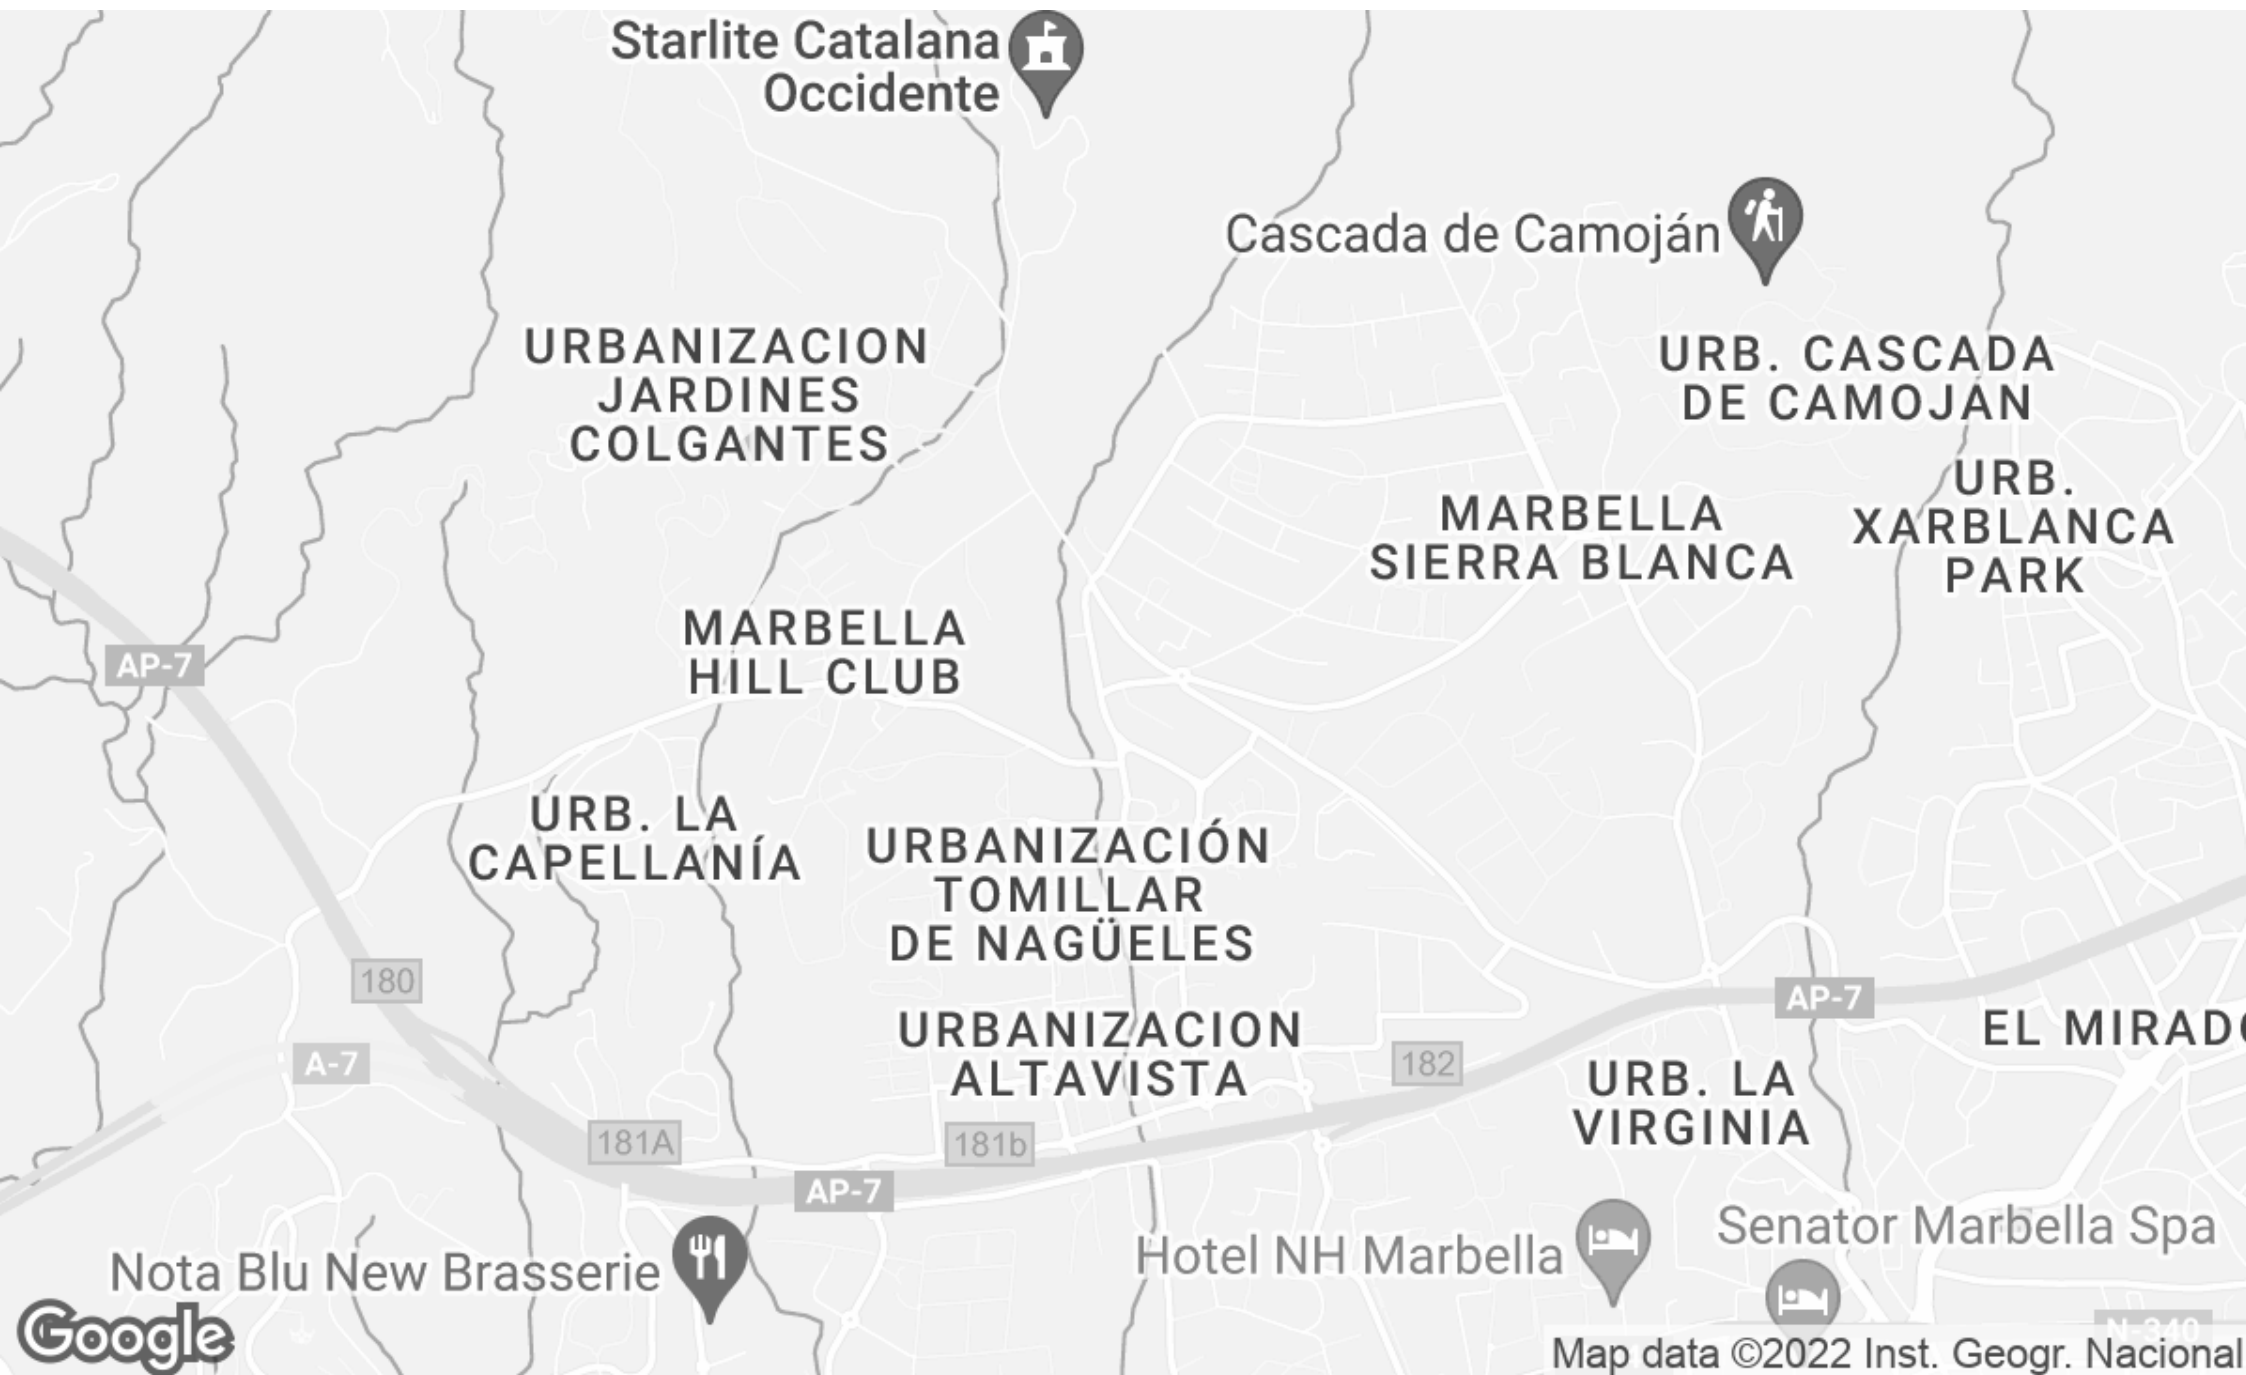 Starlite Catalana
Occidente
Cascada de Camoján
URBANIZACION
JARDINES
COLGANTES
URB. CASCADA
DE CAMOJAN
URB.
XARBLANCA
PARK
MARBELLA
SIERRA BLANCA
MARBELLA
HILL CLUB
AP-7
URB. LA
CAPELLANÍA
URBANIZACIÓN
TOMILLAR
DE NAGÜELES
180
AP-7
A-7
URBANIZACION
ALTAVISTA
EL MIRADO
182
URB. LA
VIRGINIA
181A
181b
AP-7
Nota Blu New Brasserie
Hotel NH Marbella
Senator Marbella Spa
N-340
Google
Map data ©2022 Inst. Geogr. Nacional